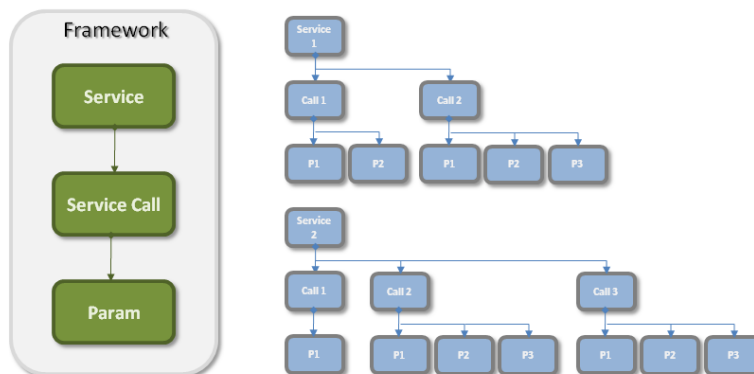 Framework
Service
Service Call
Param
Service
1
Call 1
Call 2
P1
P2
P1
P2
P3
Service
2
Call 1
Call 2
Call 3
P1
P1
P2
P3
P1
P2
P3